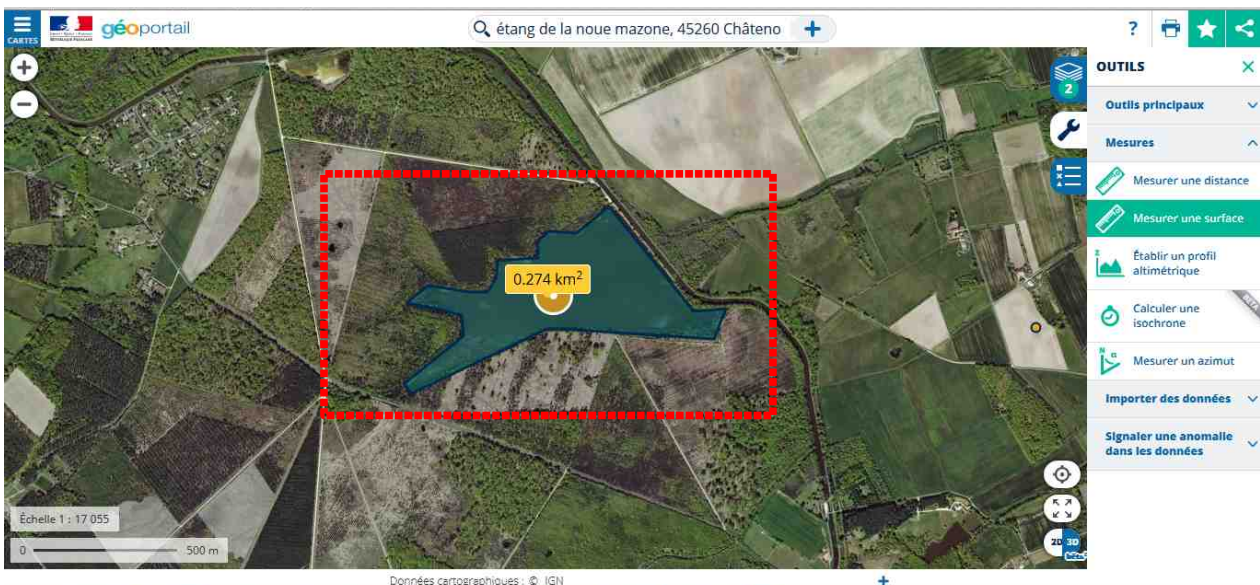 CARTES
RÉPUBLIQUE FRANÇAISE
géoportail
étang de la noue mazone, 45260 Châteno
?
2
OUTILS
Outils principaux
Mesures
Mesurer une distance
Mesurer une surface
Établir un profil
altimétrique
Calculer une
isochrone
Mesurer un azimut
Importer des données
Signaler une anomalie
dans les données
0.274 km²
Échelle 1 : 17 055
0
500 m
2D
3D
Données cartographiques : © IGN